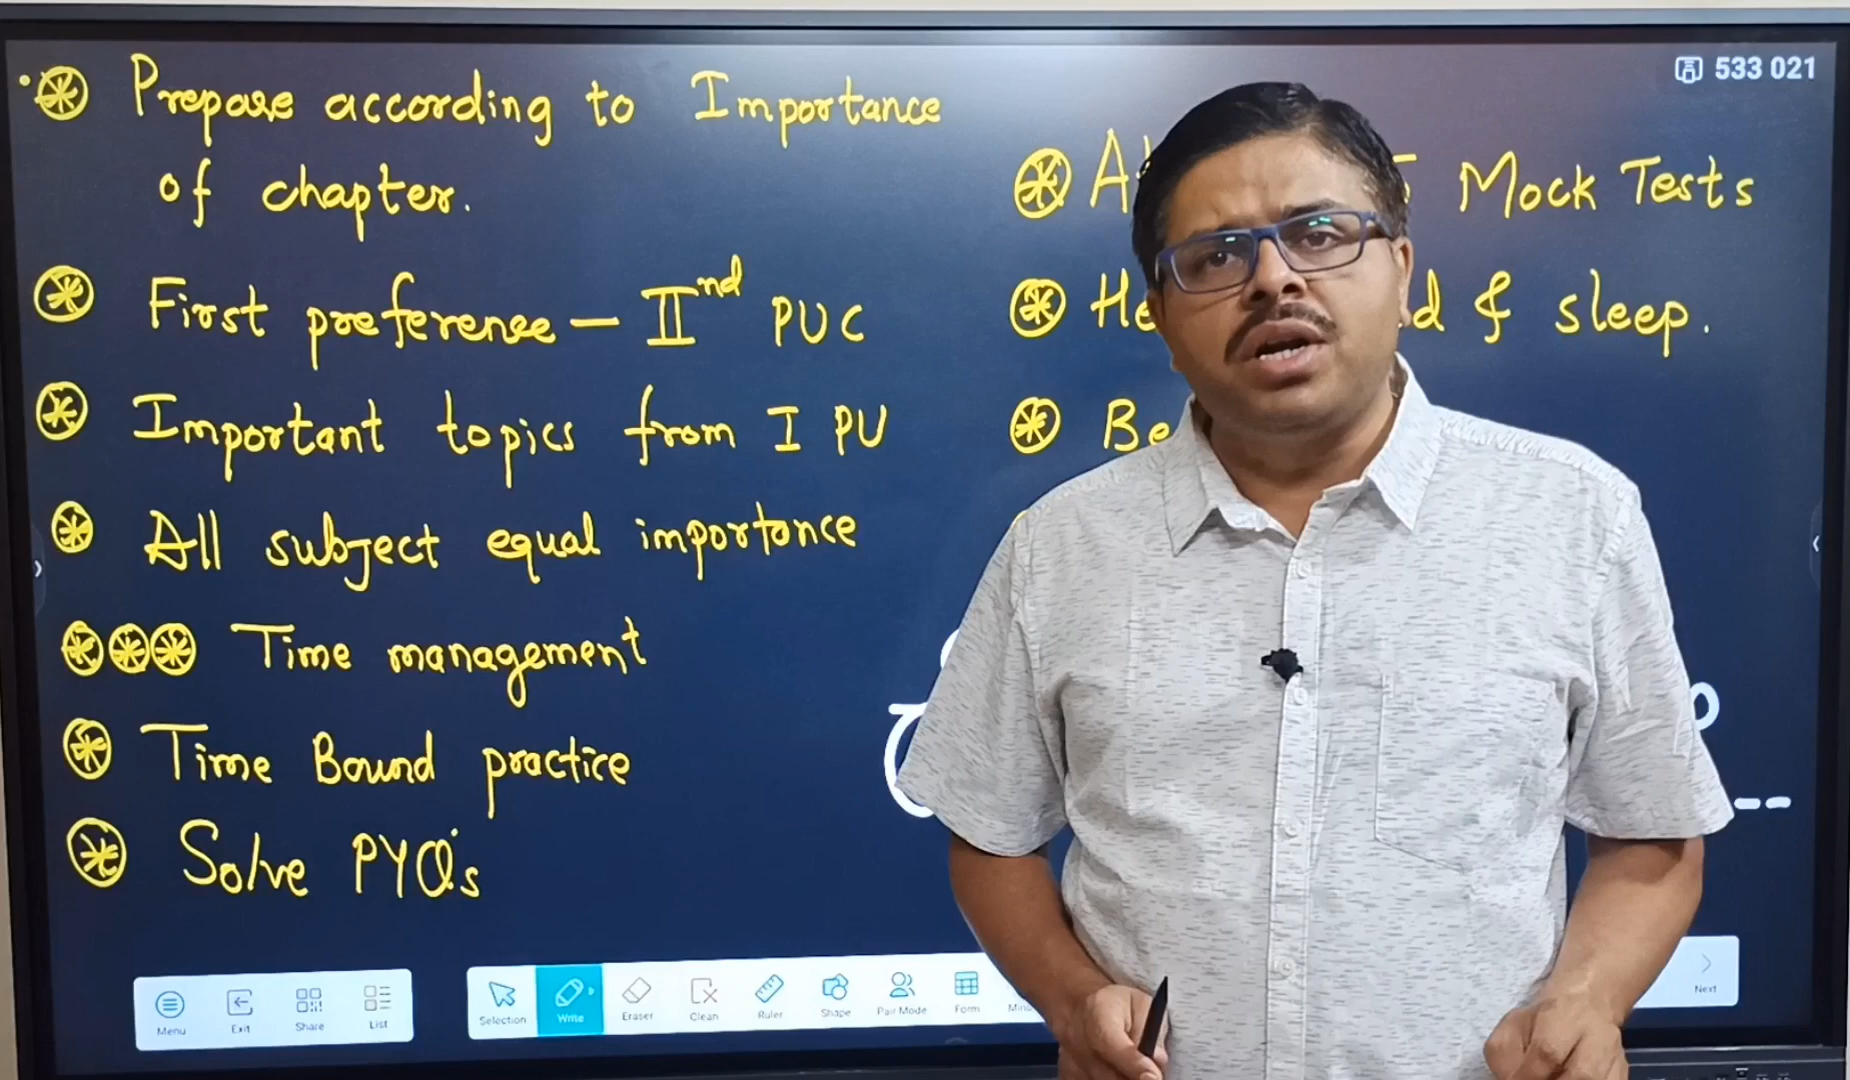 Prepare according to Importance
of chapter.
First preference - IInd PUC
Important topics from I PU
All subject equal importance
Time management
Time Bound practice
Solve PYQ's
533 021
Mock Tests
& sleep.
Menu
Exit
Share
List
Selection
Write
Eraser
Clean
Ruler
Shape
Pair Mode
Form
Next